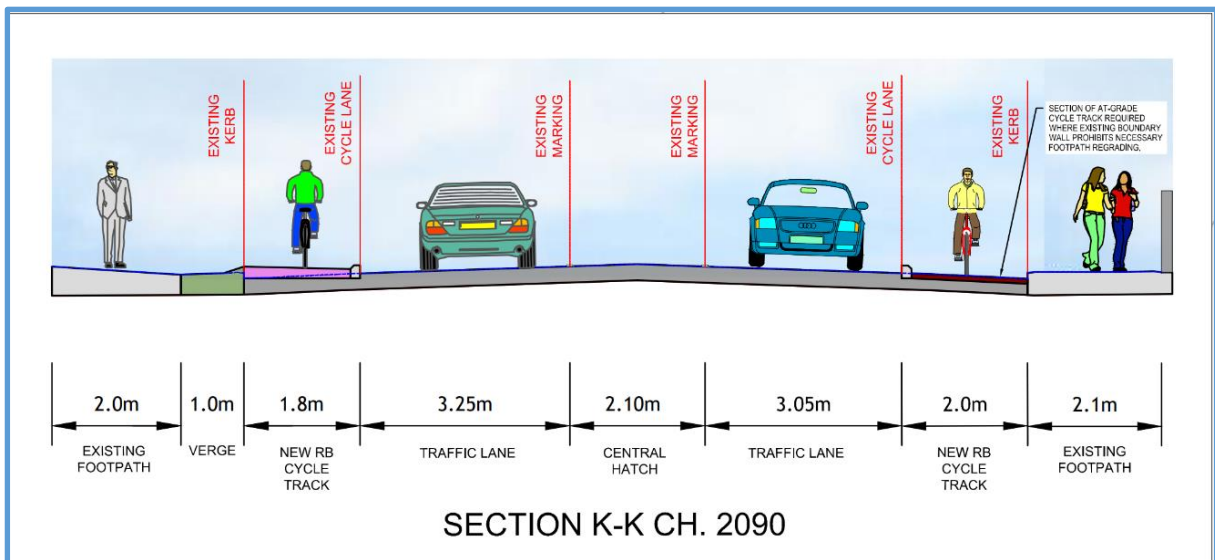 EXISTING
KERB
EXISTING
CYCLE LANE
EXISTING
MARKING
EXISTING
MARKING
EXISTING
CYCLE LANE
EXISTING
KERB
SECTION OF AT-GRADE
CYCLE TRACK REQUIRED
WHERE EXISTING BOUNDARY
WALL PROHIBITS NECESSARY
FOOTPATH REGRADING.
2.0m
1.0m
1.8m
3.25m
2.10m
3.05m
2.0m
2.1m
EXISTING
FOOTPATH
VERGE
NEW RB
CYCLE
TRACK
TRAFFIC LANE
CENTRAL
HATCH
TRAFFIC LANE
NEW RB
CYCLE
TRACK
EXISTING
FOOTPATH
SECTION K-K CH. 2090